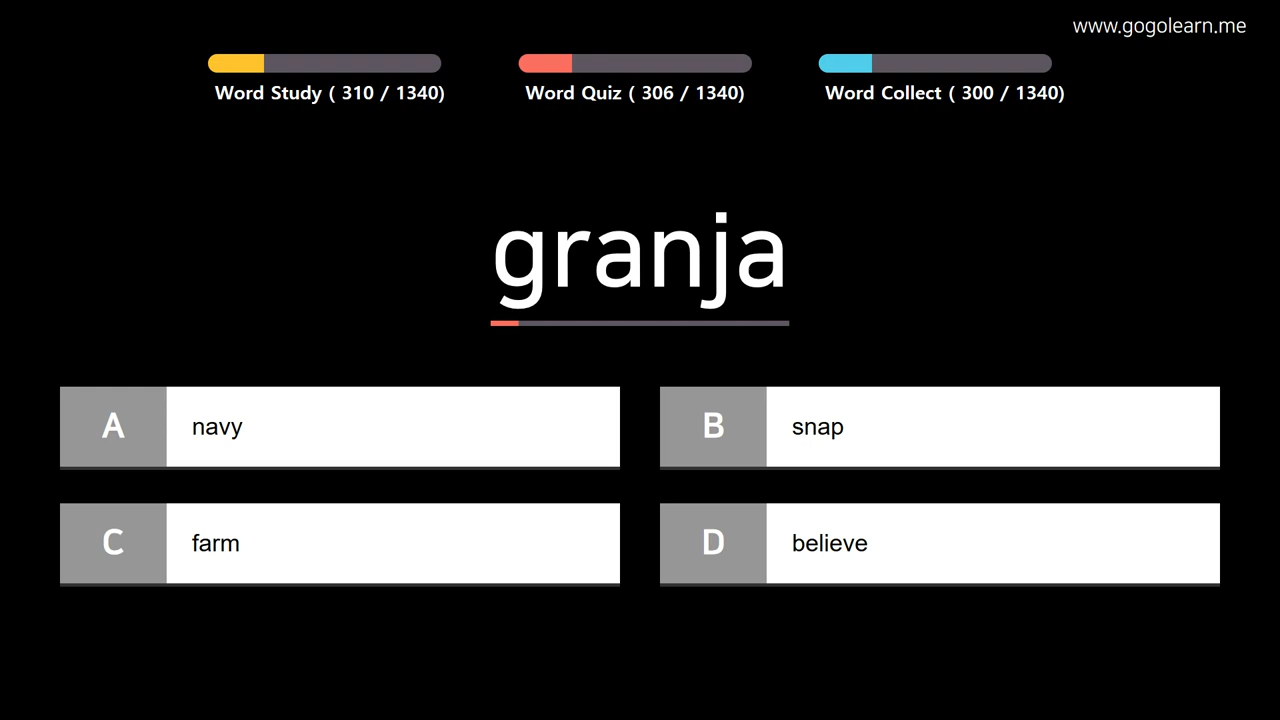 www.gogolearn.me
Word Study ( 310 / 1340)
Word Quiz ( 306 / 1340)
Word Collect ( 300 / 1340)
granja
A navy
B snap
C farm
D believe